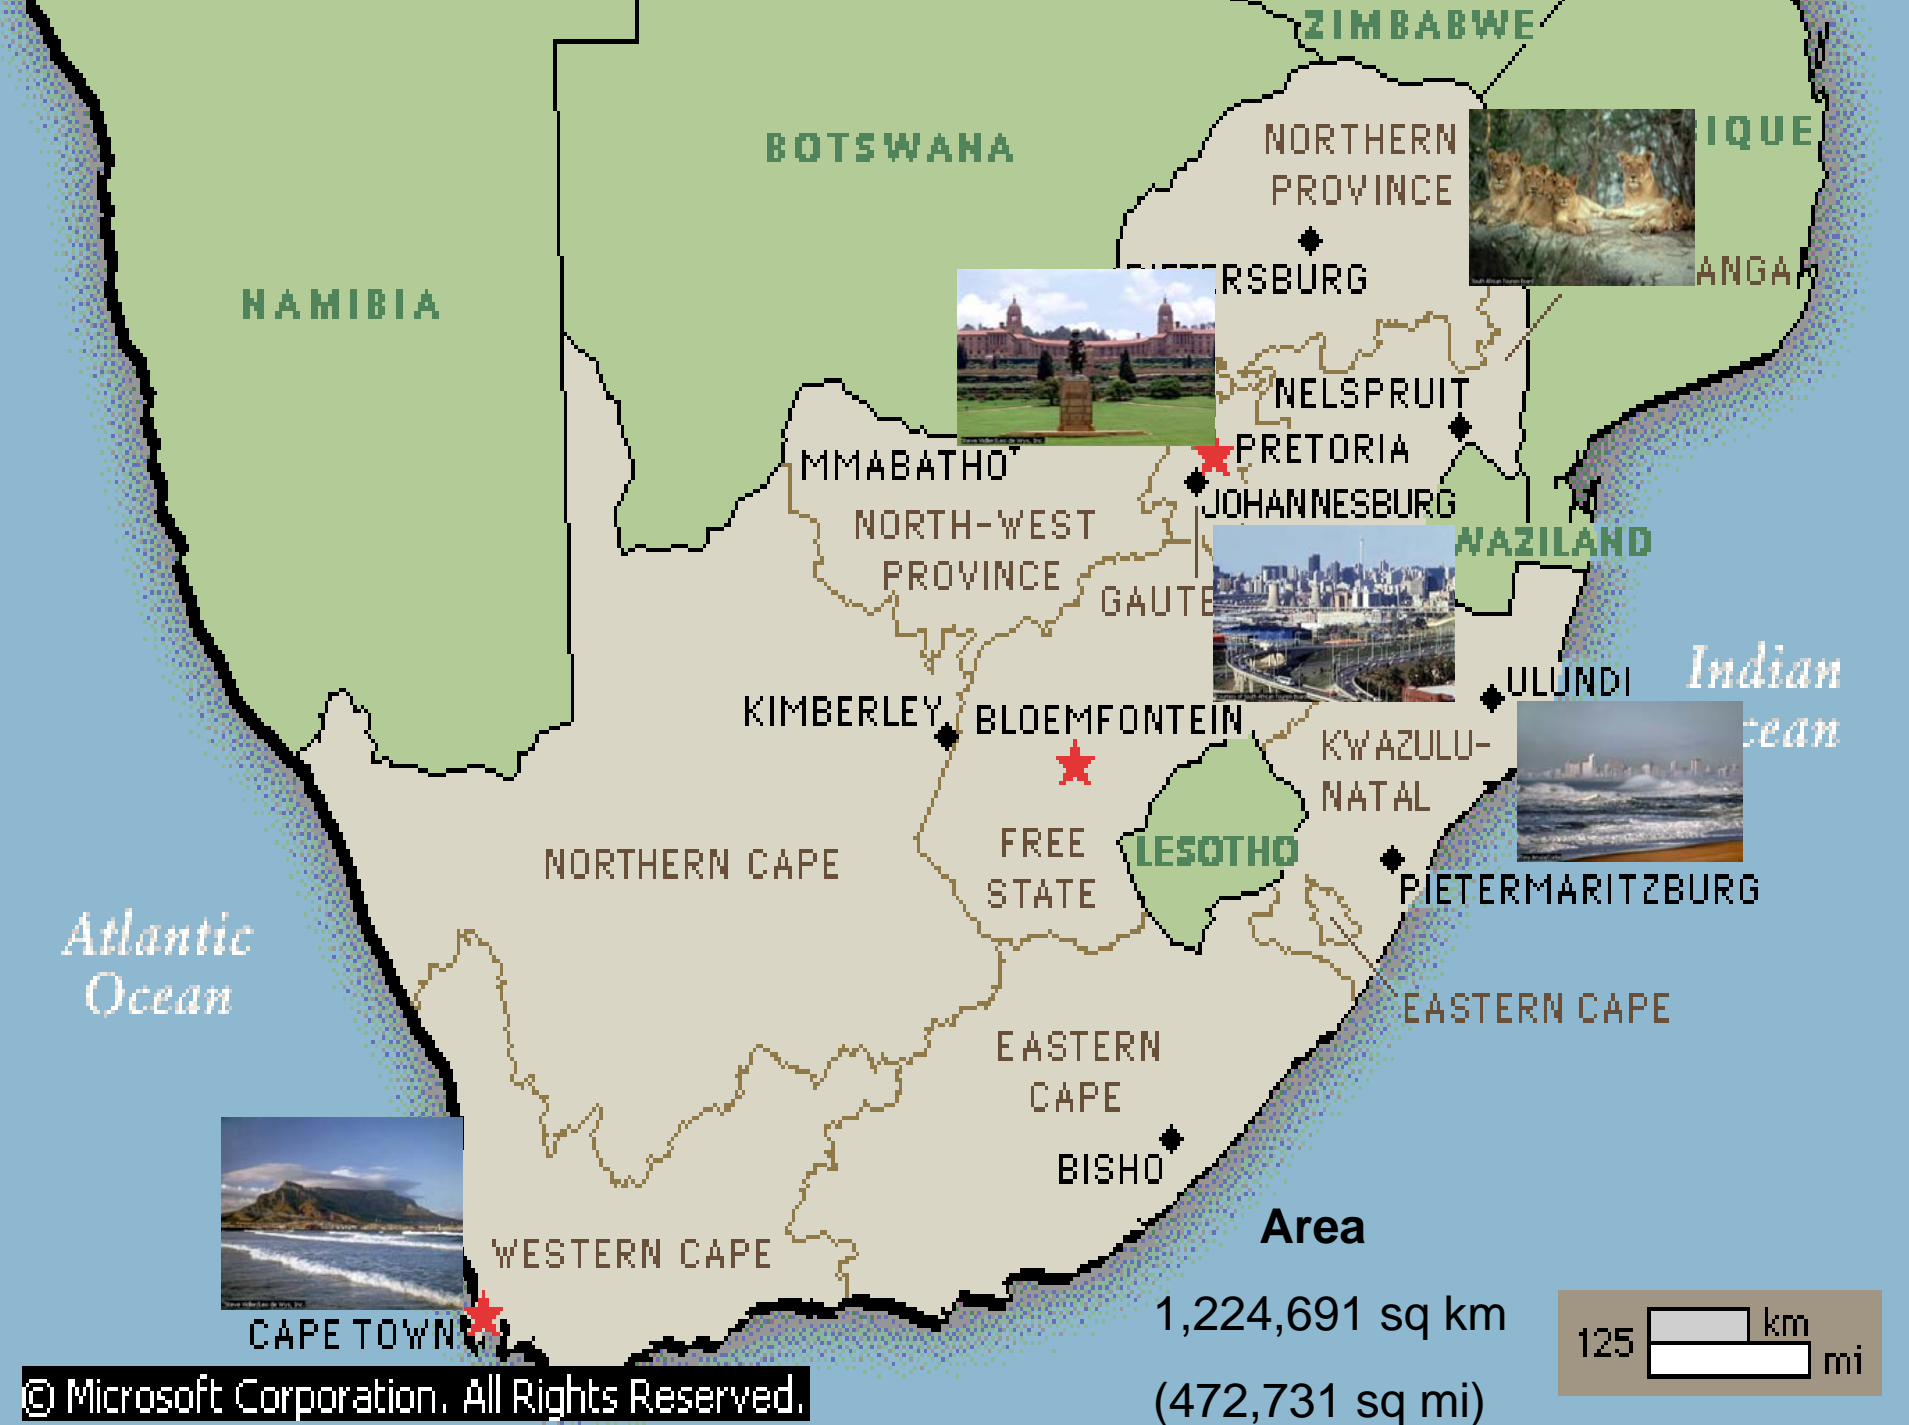 ZIMBABWE
NORTHERN
PROVINCE
IQUE
BOTSWANA
ANGA
RSBURG
NAMIBIA
NELSPRUIT
PRETORIA
MMABATHO
JOHANNESBURG
NORTH-WEST
PROVINCE
WAZILAND
GAUTE
Indian
cean
ULUNDI
KIMBERLEY
BLOEMFONTEIN
KWAZULU-
NATAL
FREE
STATE
LESOTHO
NORTHERN CAPE
PIETERMARITZBURG
Atlantic
Ocean
EASTERN CAPE
EASTERN
CAPE
BISHO
WESTERN CAPE
CAPE TOWN
Area
1,224,691 sq km
(472,731 sq mi)
125
km
mi
© Microsoft Corporation. All Rights Reserved.